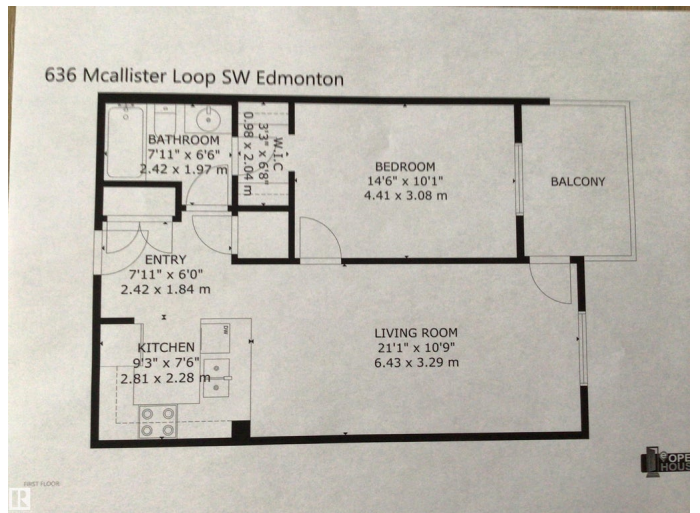 636 Mcallister Loop SW Edmonton
BATHROOM
7'11" x 6'6"
2.42 x 1.97 m
W.I.C
3'3" x 6'8"
0.98 x 2.04 m
BEDROOM
14'6" x 10'1"
4.41 x 3.08 m
BALCONY
ENTRY
7'11" x 6'0"
2.42 x 1.84 m
DW
KITCHEN
9'3" x 7'6"
2.81 x 2.28 m
LIVING ROOM
21'1" x 10'9"
6.43 x 3.29 m
OPE
HOUS
FIRST FLOOR
R